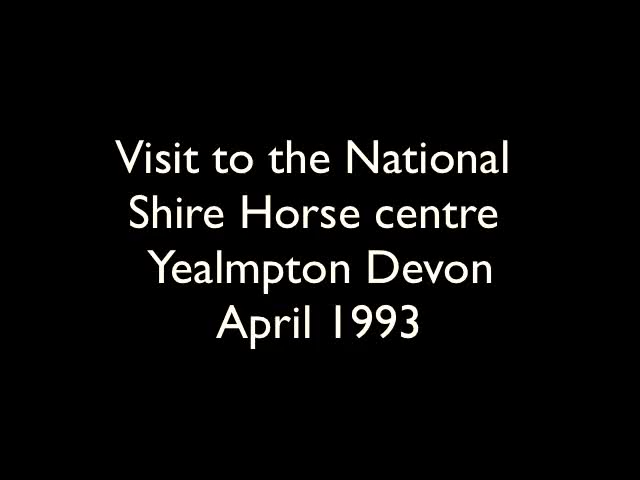 Visit to the National
Shire Horse centre
Yealmpton Devon
April 1993